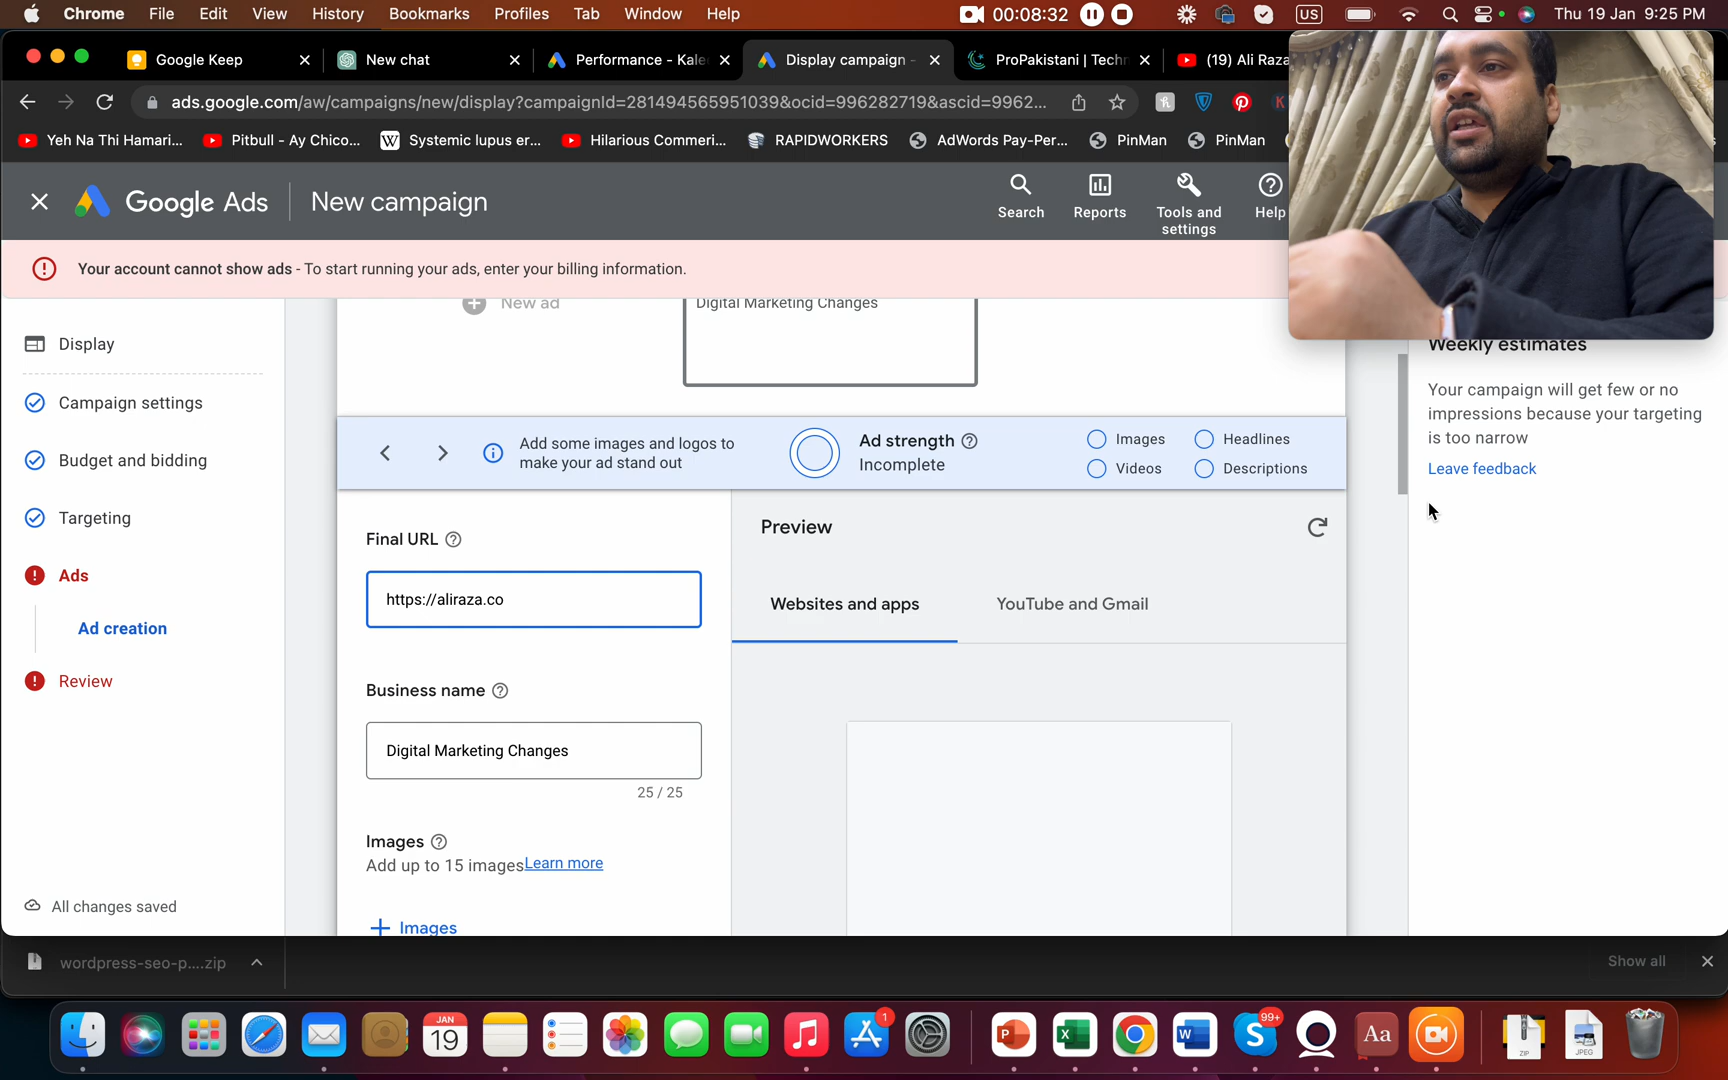 Chrome File Edit View History Bookmarks Profiles Tab Window Help 00:08:32 US Thu 19 Jan 9:25 PM
Google Keep New chat Performance - Kale Display campaign - ProPakistani | Techn (19) Ali Raza
ads.google.com/aw/campaigns/new/display?campaignId=281494565951039&ocid=996282719&ascid=9962...
Yeh Na Thi Hamari... Pitbull - Ay Chico... Systemic lupus er... Hilarious Commeri... RAPIDWORKERS AdWords Pay-Per... PinMan PinMan
Google Ads New campaign Search Reports Tools and settings Help
Your account cannot show ads - To start running your ads, enter your billing information.
New ad
Digital Marketing Changes
Display
Campaign settings
Budget and bidding
Targeting
Ads
Ad creation
Review
All changes saved
Add some images and logos to
make your ad stand out
Ad strength
Incomplete
Images Headlines
Videos Descriptions
Final URL
https://aliraza.co
Business name
Digital Marketing Changes
25 / 25
Images
Add up to 15 images Learn more
+ Images
Preview
Websites and apps YouTube and Gmail
Weekly estimates
Your campaign will get few or no
impressions because your targeting
is too narrow
Leave feedback
wordpress-seo-p....zip Show all
JAN
19
1
99+
Aa
ZIP
JPEG